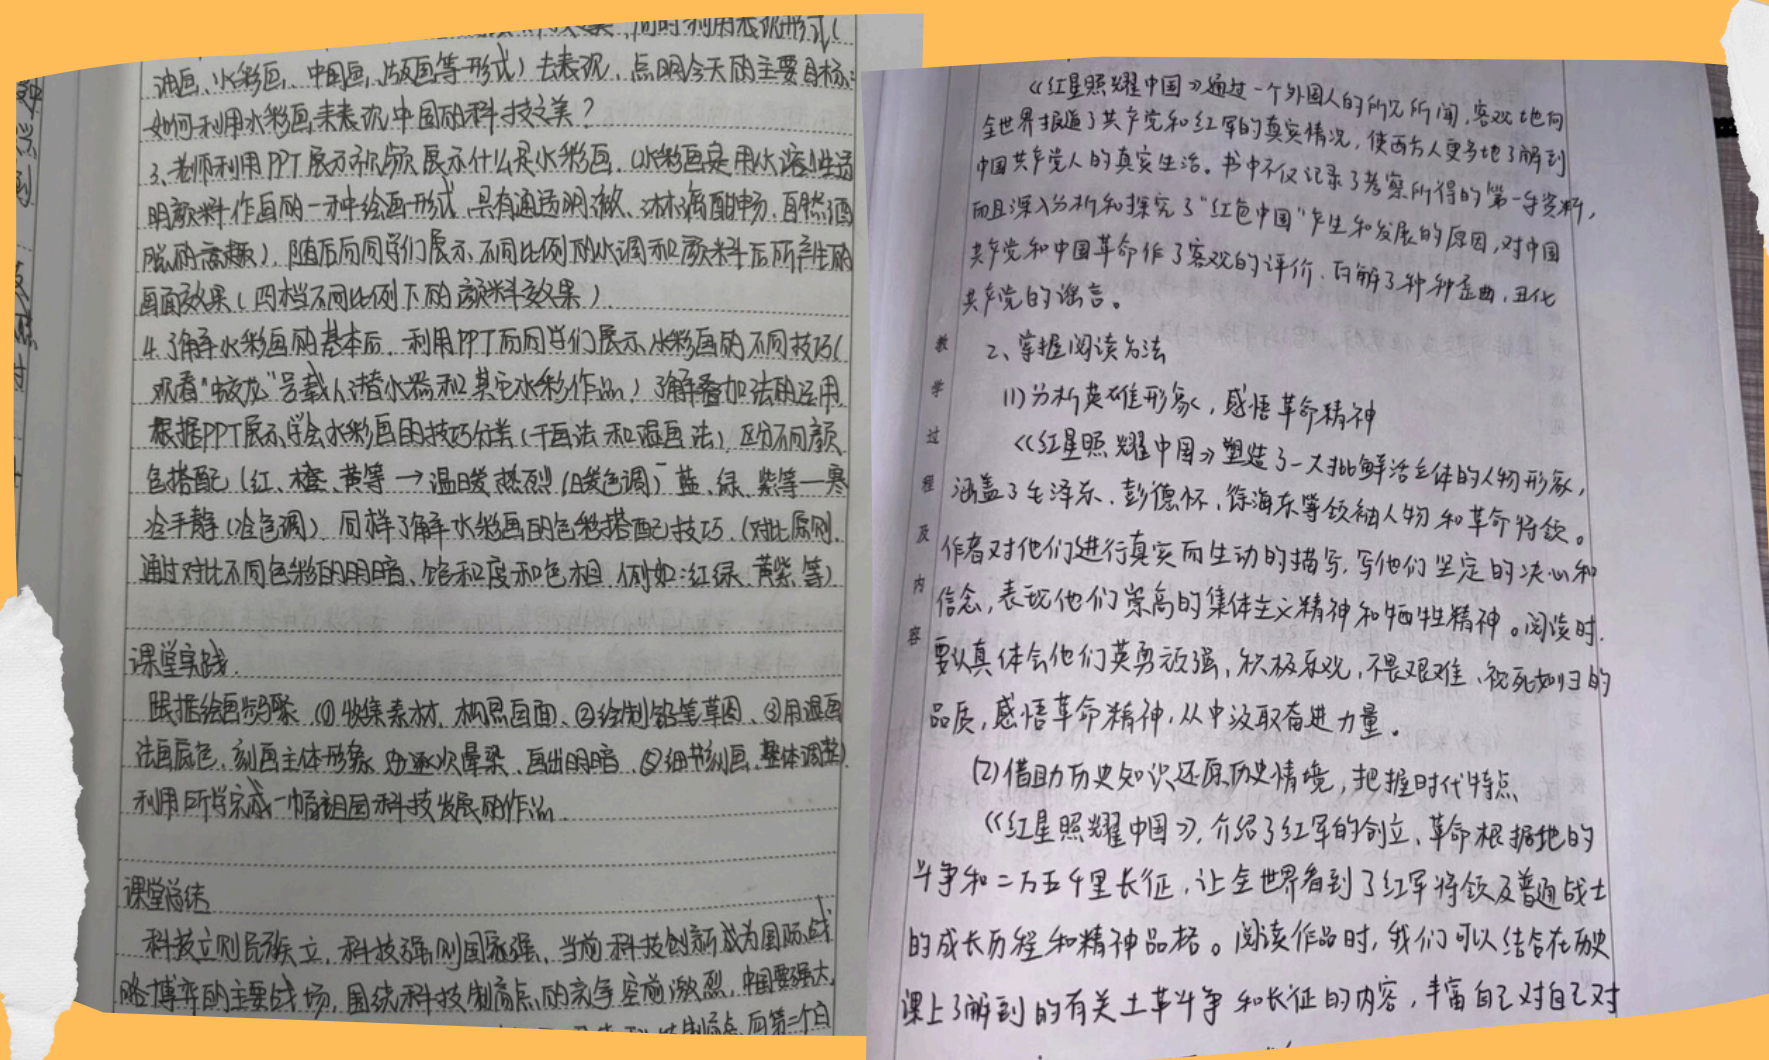 同时利用表现形式(
油画、水彩画、中国画、版画等形式)去表现,点明今天的主要目标:
如何利用水彩画来表现中国的科技之美?
3、老师利用PPT展示视频展示什么是水彩画.(水彩画是用水溶性透
明颜料作画的一种绘画形式,具有通透明澈、淋漓酣畅、自然洒
脱的意趣).随后向同学们展示不同比例的水调和颜料后所产生的
画面效果(四档不同比例下的颜料效果).
4.了解水彩画的基本后,利用PPT向同学们展示水彩画的不同技巧(
观看"蛟龙"号载人潜水器和其它水彩作品)了解叠加法的运用
根据PPT展示,学会水彩画的技巧分类(干画法和湿画法),区分不同颜
色搭配(红、橙、黄等→温暖热烈(暖色调) 蓝、绿、紫等—寒
冷平静(冷色调) 同样了解水彩画的色彩搭配技巧.(对比原则.
通过对比不同色彩的明暗、饱和度和色相.例如:红绿、黄紫等)
课堂实践.
跟据绘画步骤 ①收集素材,构思画面、②绘制铅笔草图、③用湿画
法画底色,刻画主体形象 ④逐次晕染,画出明暗 ⑤细节刻画,整体调整).
利用所学完成一幅祖国科技发展的作品.
课堂总结
科技立则民族立,科技强则国家强、当前科技创新成为国际战
略博弈的主要战场,围绕科技制高点的竞争空前激烈,中国要强大,
向第二个百
《红星照耀中国》通过一个外国人的所见所闻,客观地向
全世界报道了共产党和红军的真实情况,使西方人更多地了解到
中国共产党人的真实生活。书中不仅记录了考察所得的第一手资料,
而且深入分析和探究了"红色中国"产生和发展的原因,对中国
共产党和中国革命作了客观的评价,瓦解了种种歪曲,丑化
共产党的谣言。
2、掌握阅读方法
(1)分析英雄形象,感悟革命精神
《红星照耀中国》塑造了一大批鲜活立体的人物形象,
涵盖了毛泽东、彭德怀、徐海东等领袖人物和革命将领。
作者对他们进行真实而生动的描写,写他们坚定的决心和
信念,表现他们崇高的集体主义精神和牺牲精神。阅读时.
要认真体会他们英勇顽强,积极乐观,不畏艰难、视死如归的
品质,感悟革命精神,从中汲取奋进力量。
(2)借助历史知识还原历史情境,把握时代特点
《红星照耀中国》,介绍了红军的创立、革命根据地的
斗争和二万五千里长征,让全世界看到了红军将领及普通战士
的成长历程和精神品格。阅读作品时,我们可以结合在历史
课上了解到的有关土革斗争和长征的内容,丰富自己对自己对
教学过程及内容